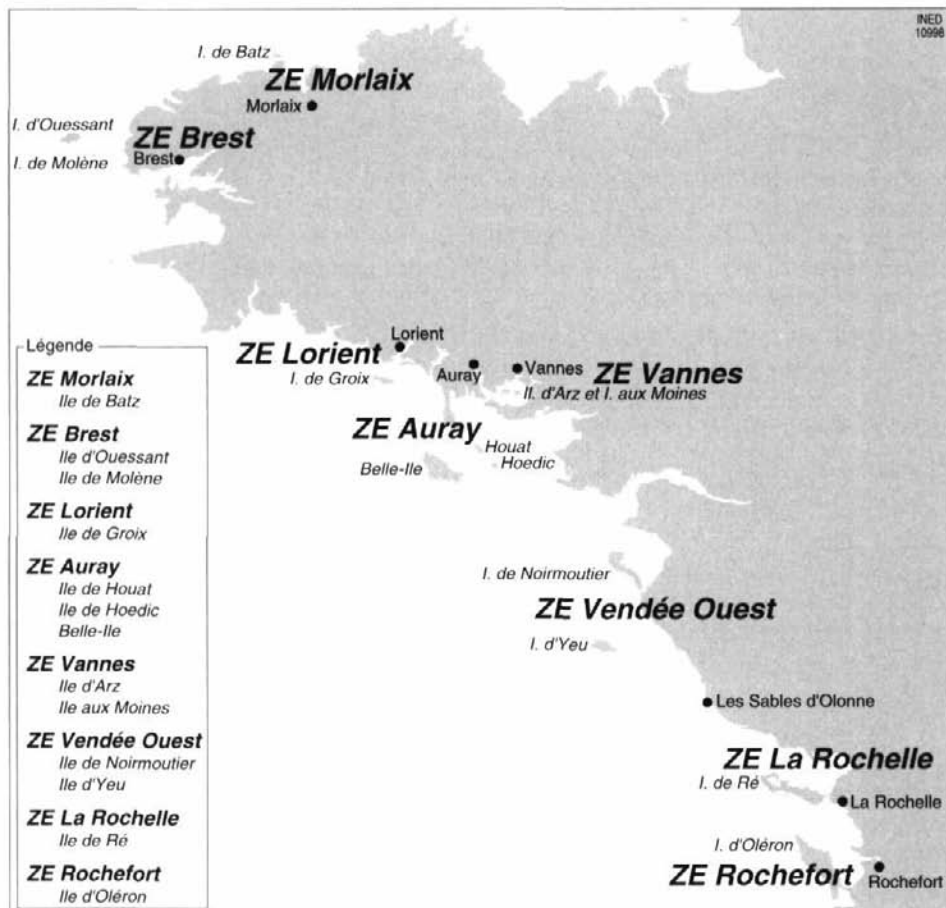 INED
10998
I. de Batz
ZE Morlaix
Morlaix
I. d'Ouessant
ZE Brest
Brest
I. de Molène
Lorient
ZE Lorient
I. de Groix
Auray
Vannes
ZE Vannes
Il. d'Arz et I. aux Moines
ZE Auray
Houat
Hoedic
Belle-Ile
I. de Noirmoutier
ZE Vendée Ouest
I. d'Yeu
Les Sables d'Olonne
ZE La Rochelle
I. de Ré
La Rochelle
I. d'Oléron
ZE Rochefort
Rochefort
Légende
ZE Morlaix
Ile de Batz
ZE Brest
Ile d'Ouessant
Ile de Molène
ZE Lorient
Ile de Groix
ZE Auray
Ile de Houat
Ile de Hoedic
Belle-Ile
ZE Vannes
Ile d'Arz
Ile aux Moines
ZE Vendée Ouest
Ile de Noirmoutier
Ile d'Yeu
ZE La Rochelle
Ile de Ré
ZE Rochefort
Ile d'Oléron